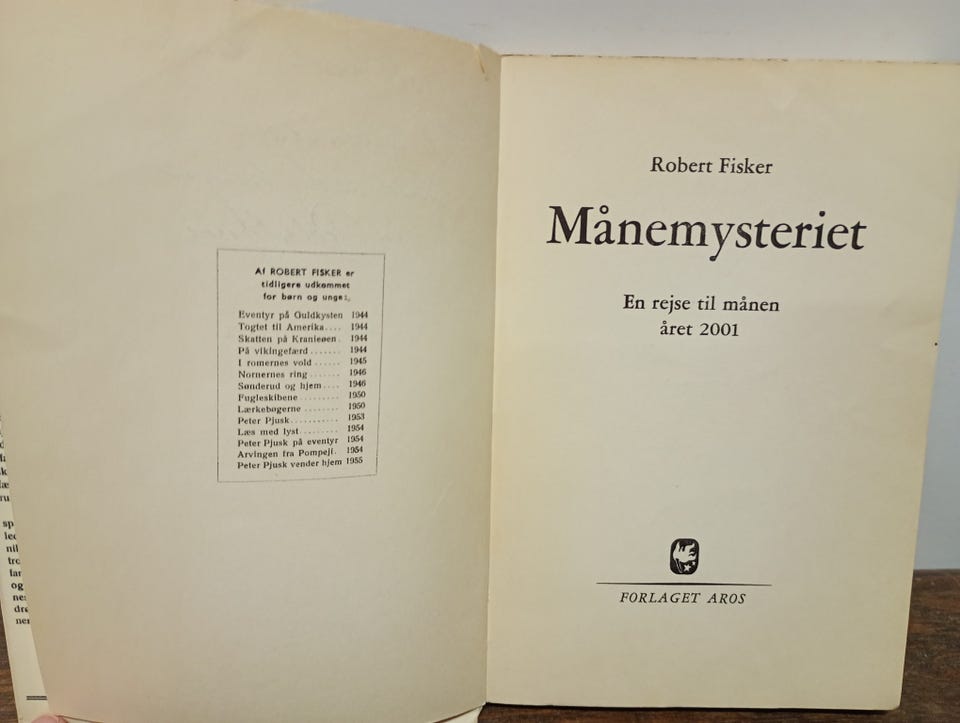 Af ROBERT FISKER er
tidligere udkommet
for børn og unge:
Eventyr på Guldkysten 1944
Togtet til Amerika.... 1944
Skatten på Kranieøen. 1944
På vikingefærd....... 1944
I romernes vold...... 1945
Nornernes ring...... 1946
Sønderud og hjem.... 1946
Fugleskibene......... 1950
Lærkebøgerne........ 1950
Peter Pjusk........... 1953
Læs med lyst......... 1954
Peter Pjusk på eventyr 1954
Arvingen fra Pompeji. 1954
Peter Pjusk vender hjem 1955
Robert Fisker
Månemysteriet
En rejse til månen
året 2001
FORLAGET AROS